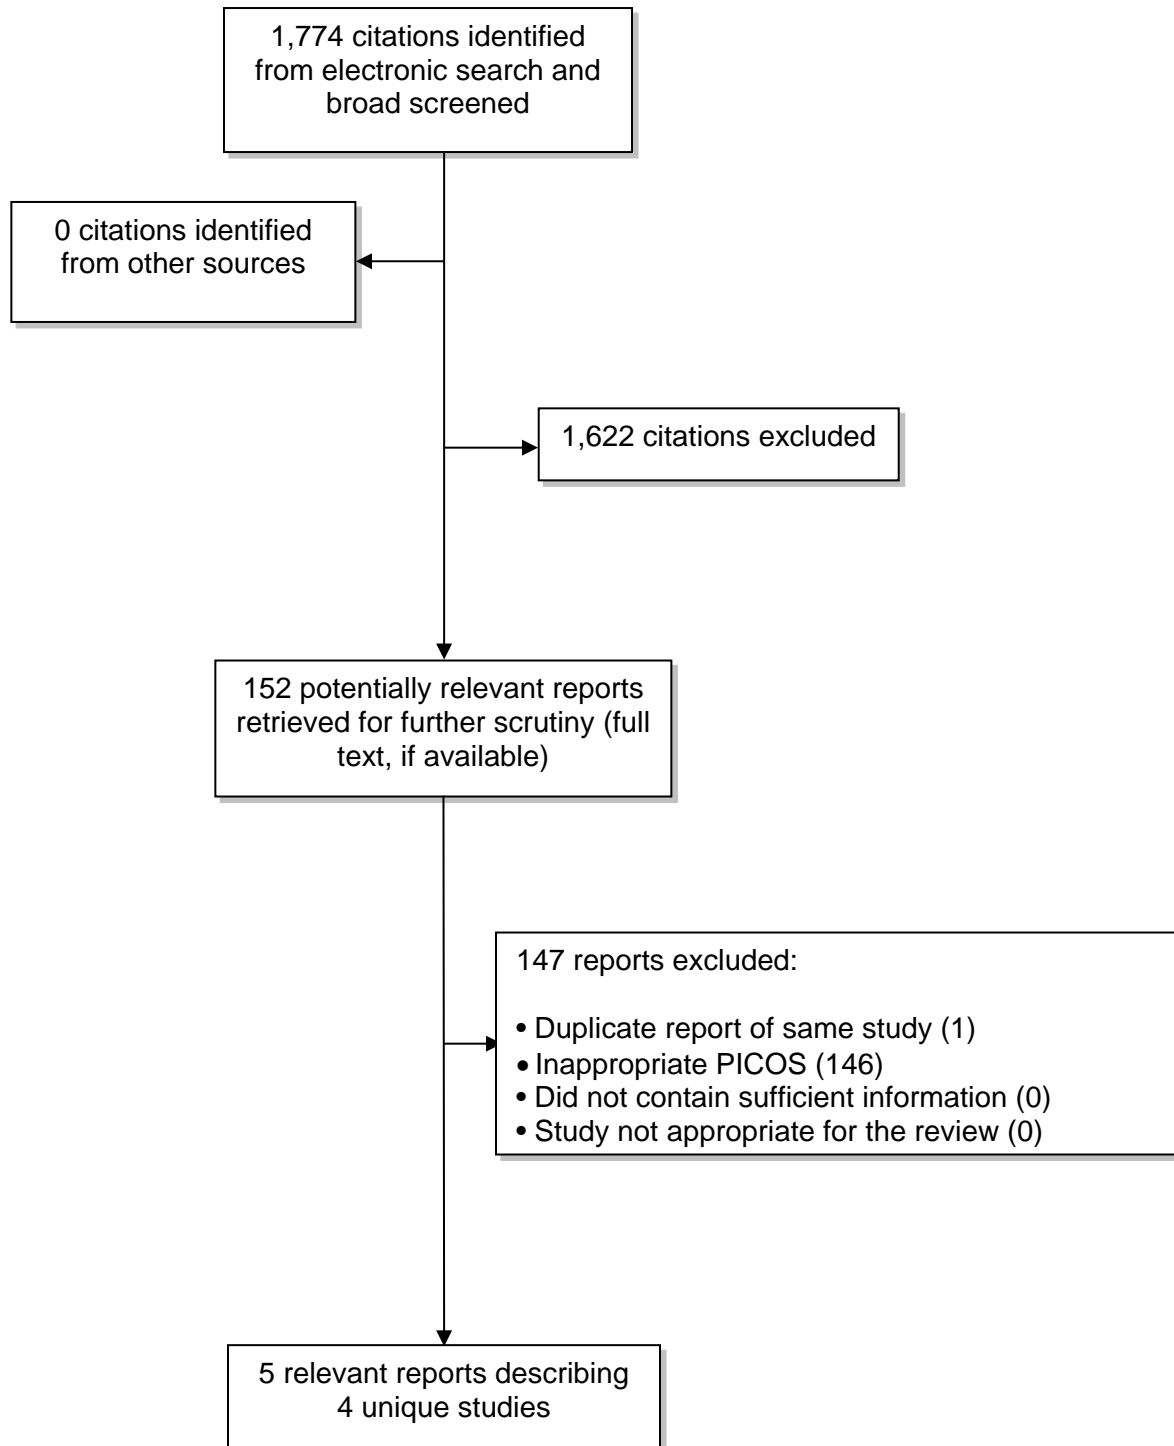 1,774 citations identified
from electronic search and
broad screened
0 citations identified
from other sources
1,622 citations excluded
152 potentially relevant reports
retrieved for further scrutiny (full
text, if available)
147 reports excluded:
• Duplicate report of same study (1)
• Inappropriate PICOS (146)
• Did not contain sufficient information (0)
• Study not appropriate for the review (0)
5 relevant reports describing
4 unique studies